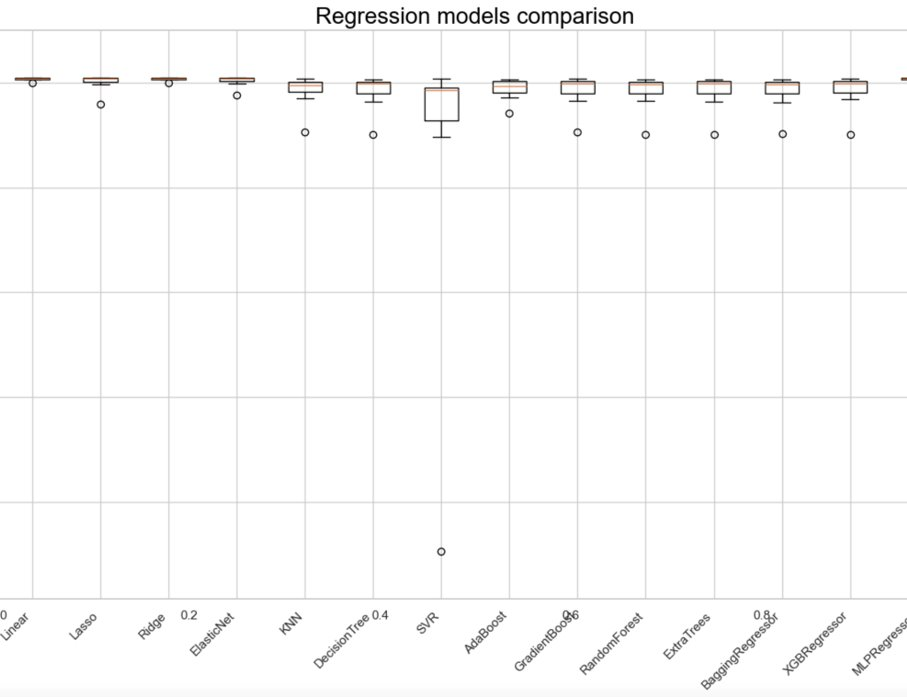 Regression models comparison
0 0.2 0.4 0.6 0.8
Linear
Lasso
Ridge
ElasticNet
KNN
DecisionTree
SVR
AdaBoost
GradientBoost
RandomForest
ExtraTrees
BaggingRegressor
XGBRegressor
MLPRegresso